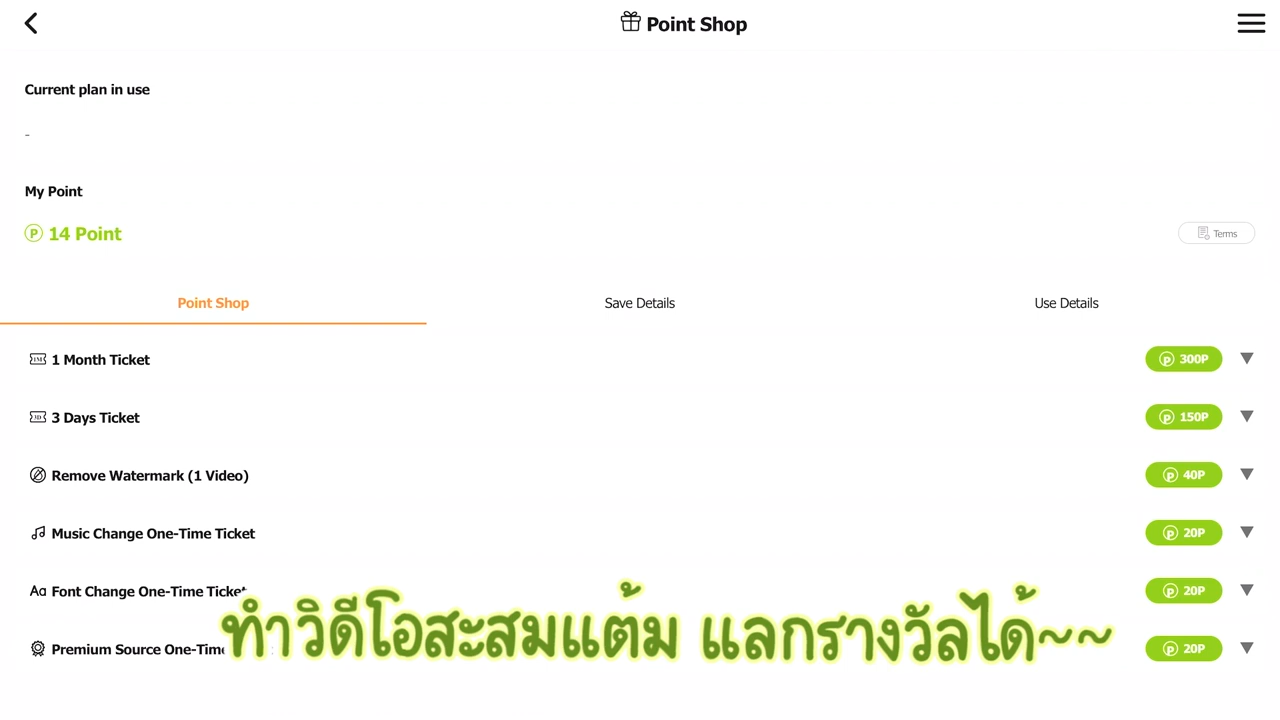 Point Shop
Current plan in use
-
My Point
P 14 Point
Terms
Point Shop Save Details Use Details
1 Month Ticket P 300P
3 Days Ticket P 150P
Remove Watermark (1 Video) P 40P
Music Change One-Time Ticket P 20P
Aa Font Change One-Time Ticket P 20P
Premium Source One-Time P 20P
ทำวิดีโอสะสมแต้ม แลกรางวัลได้~~